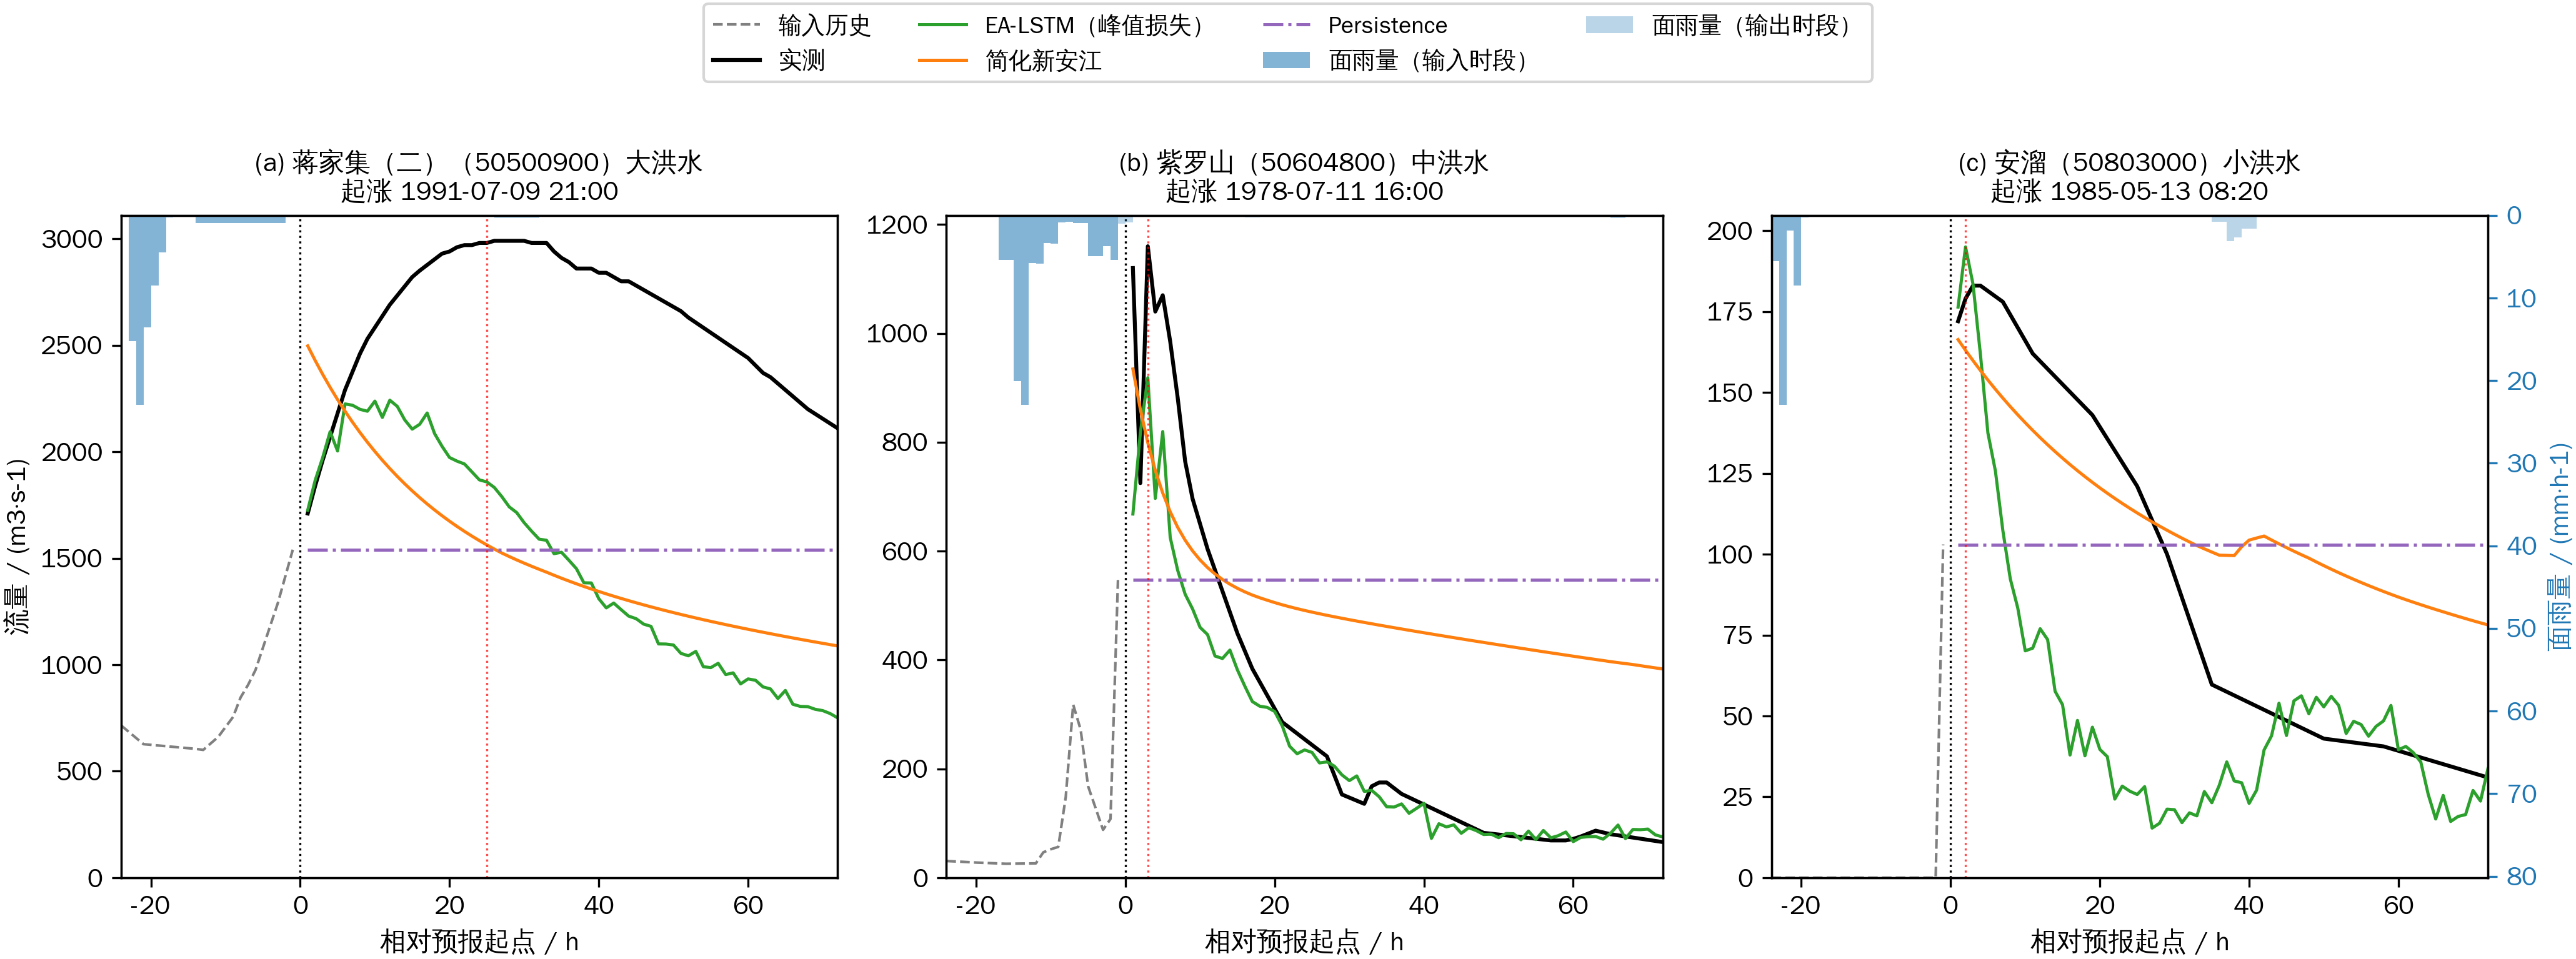 输入历史
实测
EA-LSTM（峰值损失）
简化新安江
Persistence
面雨量（输入时段）
面雨量（输出时段）
(a) 蒋家集（二）（50500900）大洪水
起涨 1991-07-09 21:00
流量 / (m3·s-1)
3000
2500
2000
1500
1000
500
0
-20 0 20 40 60
相对预报起点 / h
(b) 紫罗山（50604800）中洪水
起涨 1978-07-11 16:00
1200
1000
800
600
400
200
0
-20 0 20 40 60
相对预报起点 / h
(c) 安溜（50803000）小洪水
起涨 1985-05-13 08:20
200
175
150
125
100
75
50
25
0
-20 0 20 40 60
相对预报起点 / h
0
10
20
30
40
50
60
70
80
面雨量 / (mm·h-1)